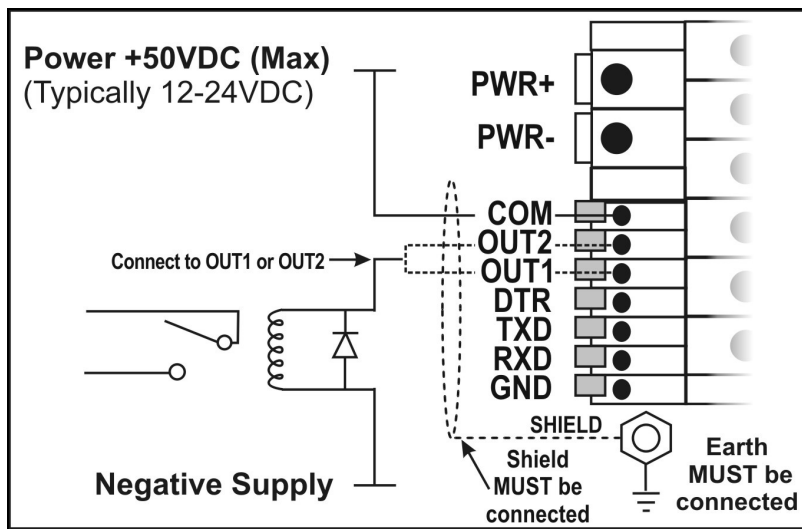 Power +50VDC (Max)
(Typically 12-24VDC)
PWR+
PWR-
COM
OUT2
Connect to OUT1 or OUT2
OUT1
DTR
TXD
RXD
GND
SHIELD
Shield
MUST be
connected
Earth
MUST be
connected
Negative Supply